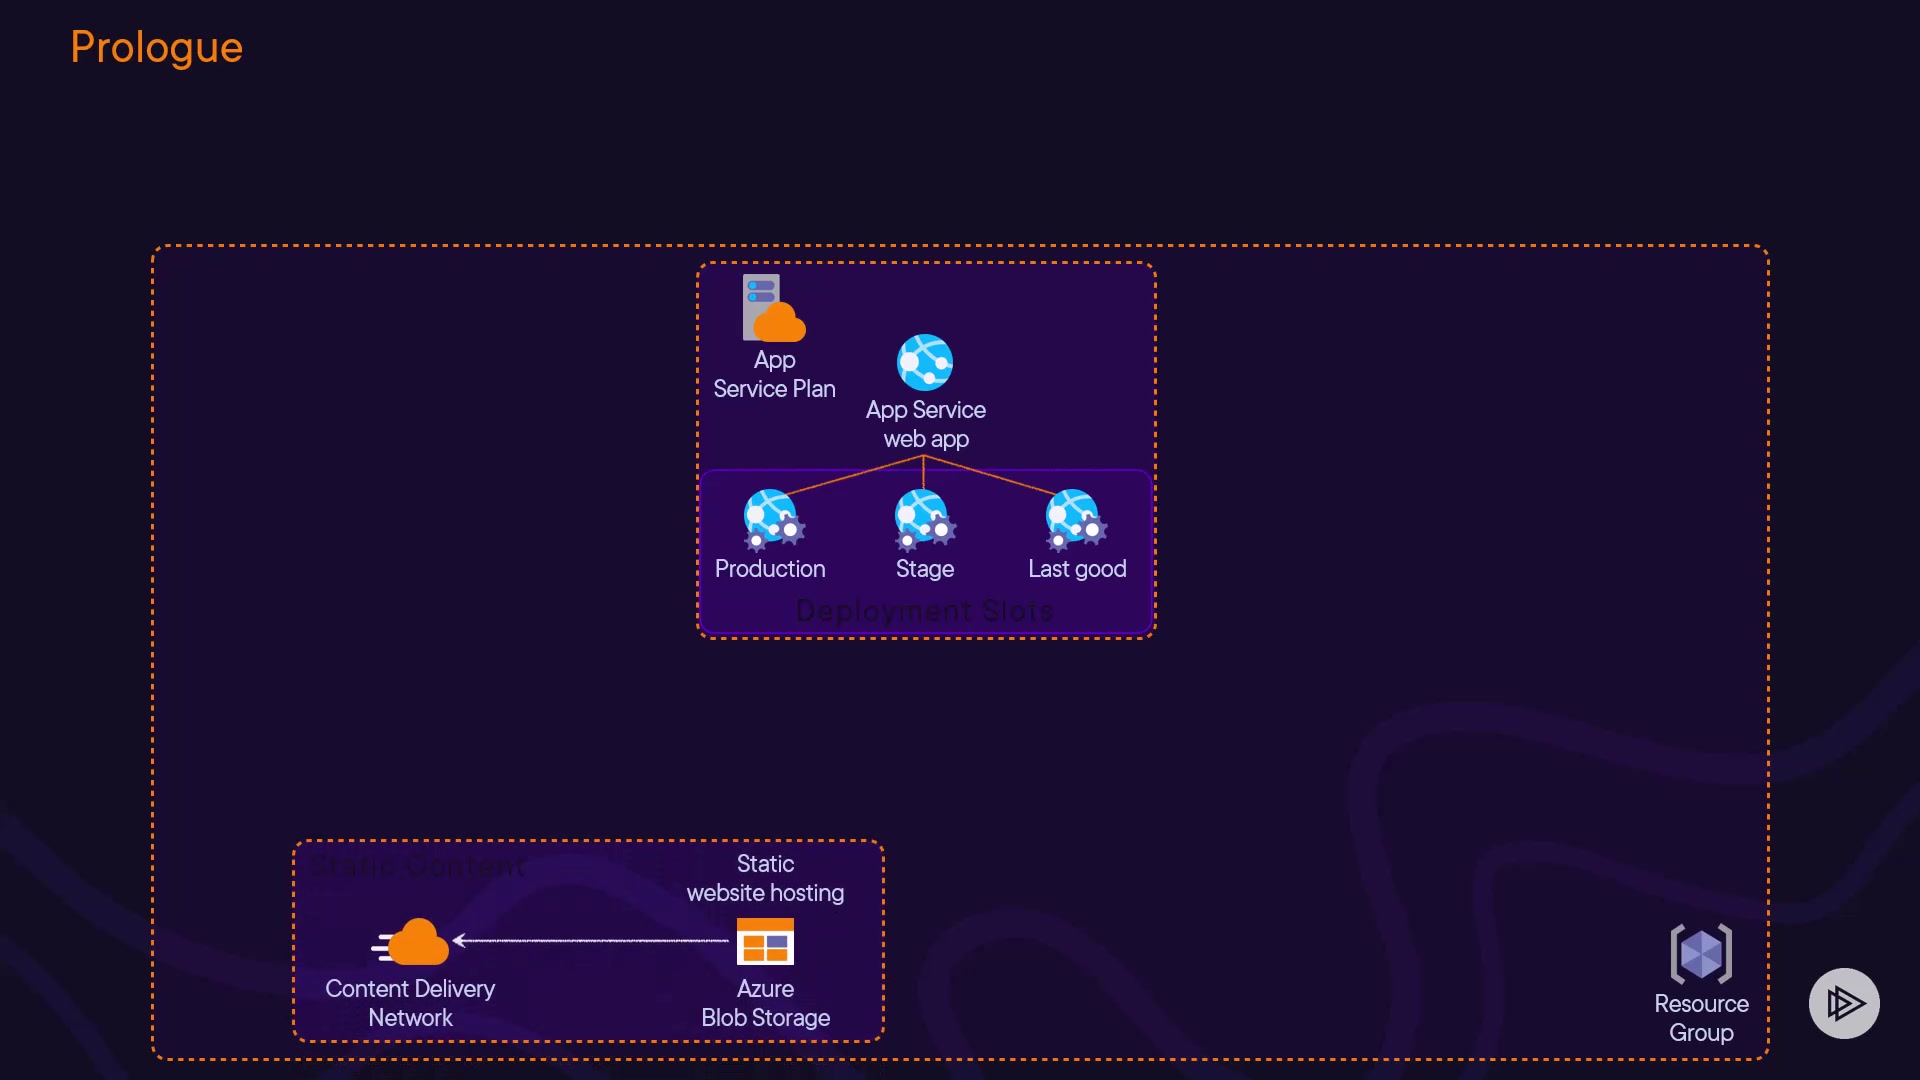 Prologue
App
Service Plan
App Service
web app
Production
Stage
Last good
Deployment Slots
Static Content
Static
website hosting
Content Delivery
Network
Azure
Blob Storage
Resource
Group